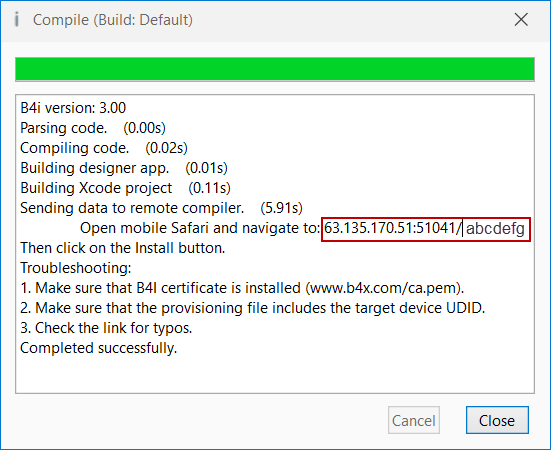 Compile (Build: Default)
B4i version: 3.00
Parsing code. (0.00s)
Compiling code. (0.02s)
Building designer app. (0.01s)
Building Xcode project (0.11s)
Sending data to remote compiler. (5.91s)
Open mobile Safari and navigate to: 63.135.170.51:51041/abcdefg
Then click on the Install button.
Troubleshooting:
1. Make sure that B4I certificate is installed (www.b4x.com/ca.pem).
2. Make sure that the provisioning file includes the target device UDID.
3. Check the link for typos.
Completed successfully.
Cancel Close